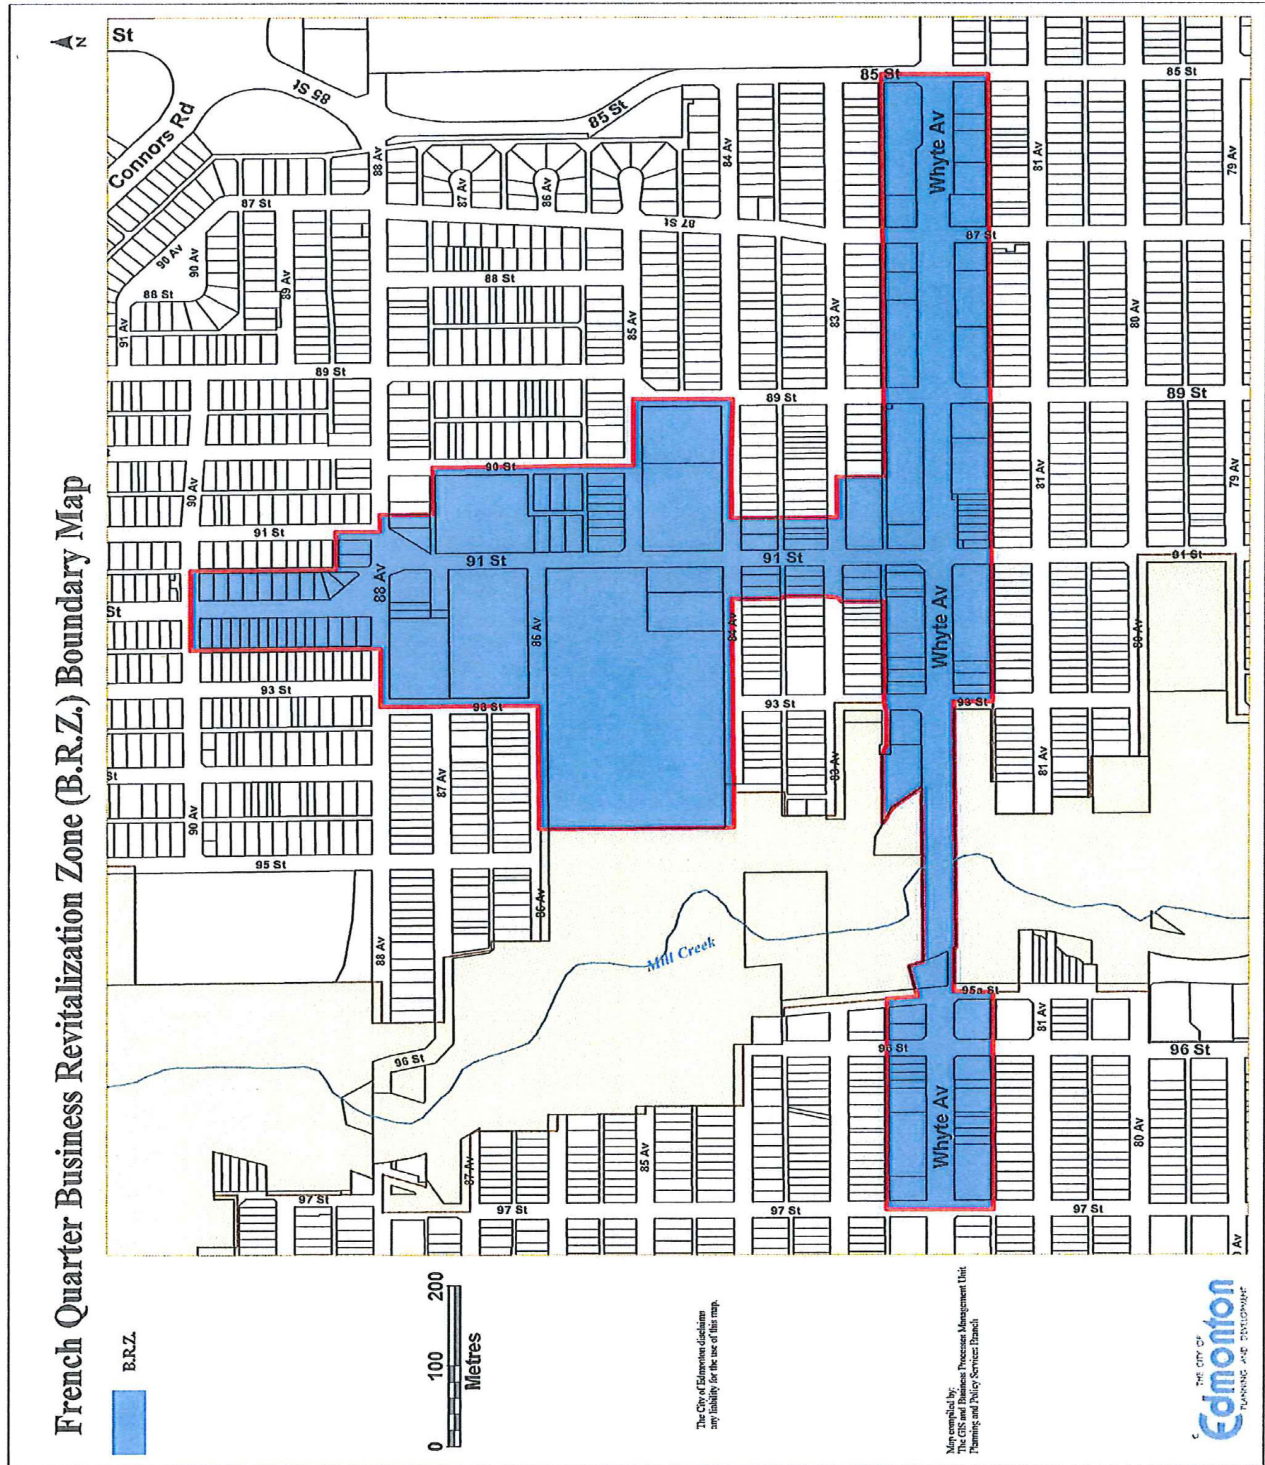 French Quarter Business Revitalization Zone (B.R.Z.) Boundary Map
N
B.R.Z.
0 100 200
Metres
The City of Edmonton disclaims
any liability for the use of this map.
Map compiled by:
The GIS and Business Processes Management Unit
Planning and Policy Services Branch
THE CITY OF
Edmonton
PLANNING AND DEVELOPMENT
St
Connors Rd
85 St
85 St
85 St
85 St
88 Av
87 Av
86 Av
84 Av
Whyte Av
81 Av
79 Av
87 St
90 Av
90 Av
88 St
89 Av
91 Av
87 St
87 St
88 St
85 Av
83 Av
80 Av
89 St
89 St
89 St
90 Av
90 St
81 Av
79 Av
91 St
91 St
91 St
91 St
St
88 Av
86 Av
84 Av
Whyte Av
80 Av
93 St
93 St
93 St
93 St
St
87 Av
83 Av
81 Av
90 Av
95 St
86 Av
88 Av
Mill Creek
95a St
81 Av
96 St
96 St
96 St
87 Av
85 Av
Whyte Av
80 Av
97 St
97 St
97 St
97 St
Av